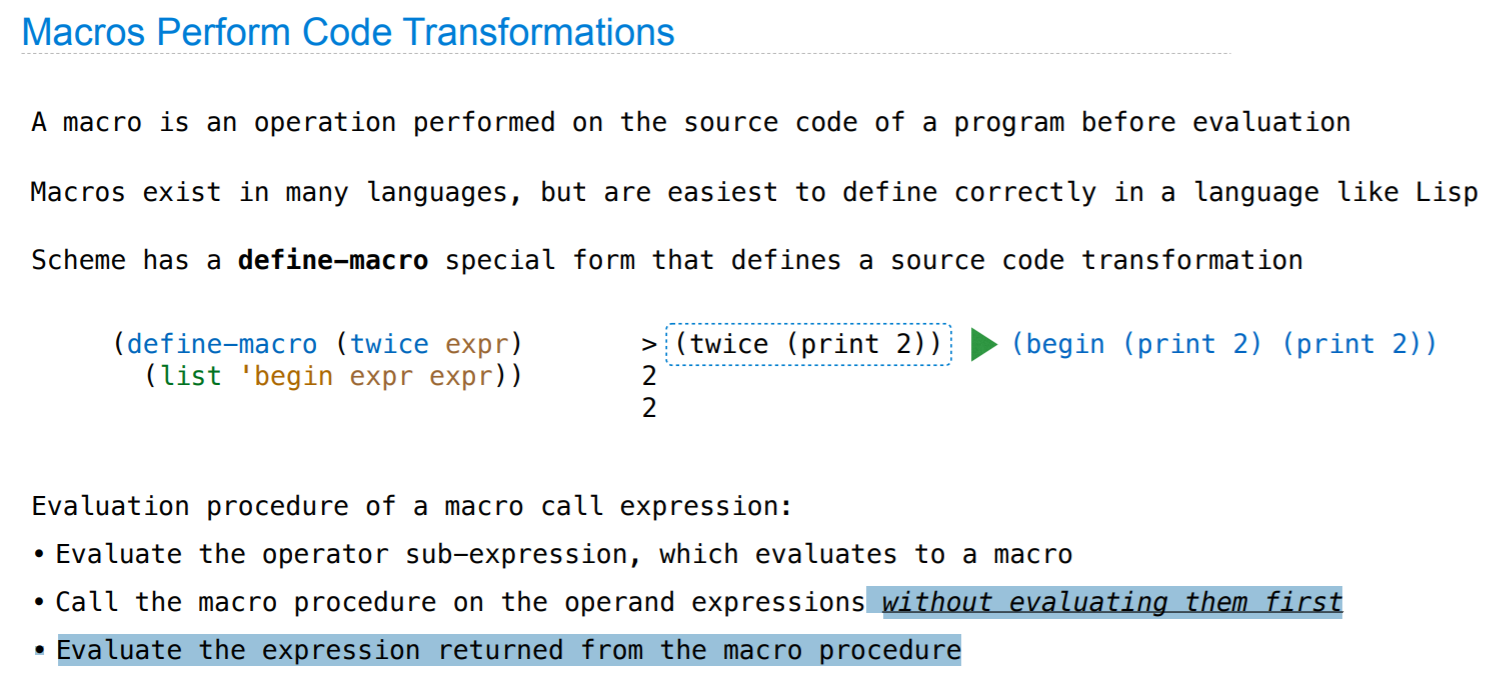 Macros Perform Code Transformations
A macro is an operation performed on the source code of a program before evaluation
Macros exist in many languages, but are easiest to define correctly in a language like Lisp
Scheme has a define-macro special form that defines a source code transformation
(define-macro (twice expr)
(list 'begin expr expr))
> (twice (print 2)) ▶ (begin (print 2) (print 2))
2
2
Evaluation procedure of a macro call expression:
• Evaluate the operator sub-expression, which evaluates to a macro
• Call the macro procedure on the operand expressions without evaluating them first
• Evaluate the expression returned from the macro procedure